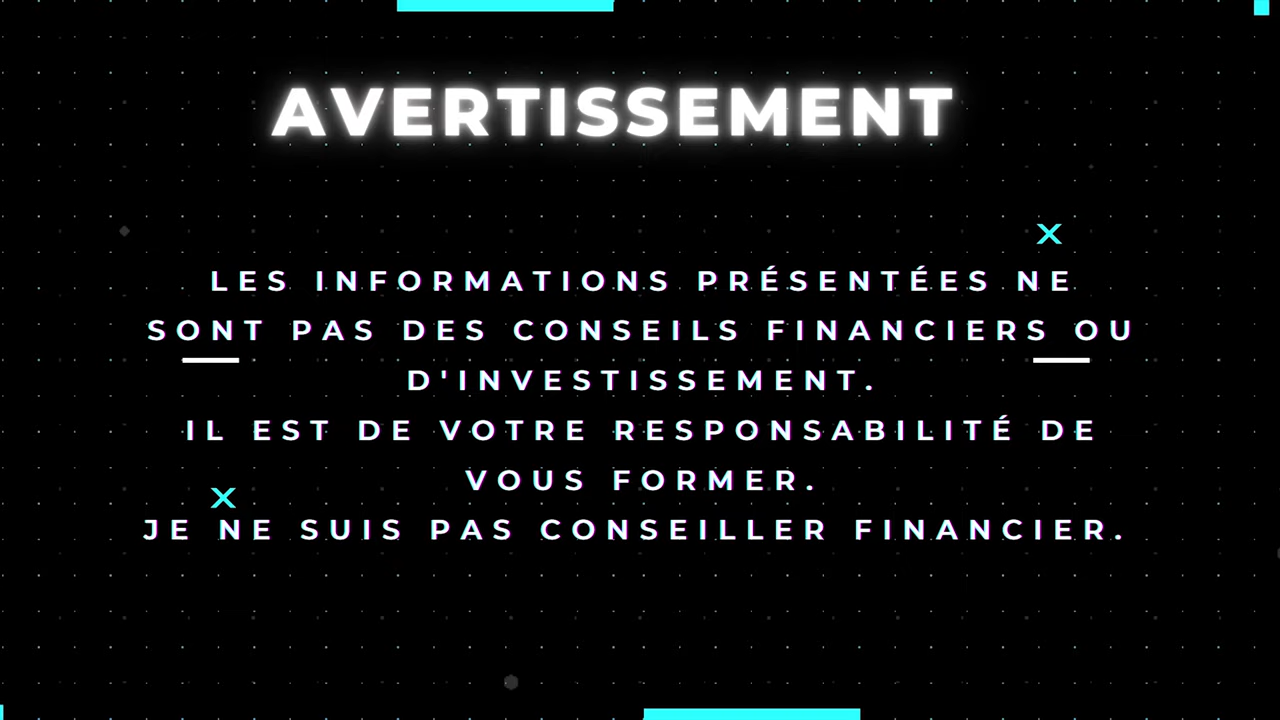 AVERTISSEMENT
LES INFORMATIONS PRÉSENTÉES NE
SONT PAS DES CONSEILS FINANCIERS OU
D'INVESTISSEMENT.
IL EST DE VOTRE RESPONSABILITÉ DE
VOUS FORMER.
JE NE SUIS PAS CONSEILLER FINANCIER.